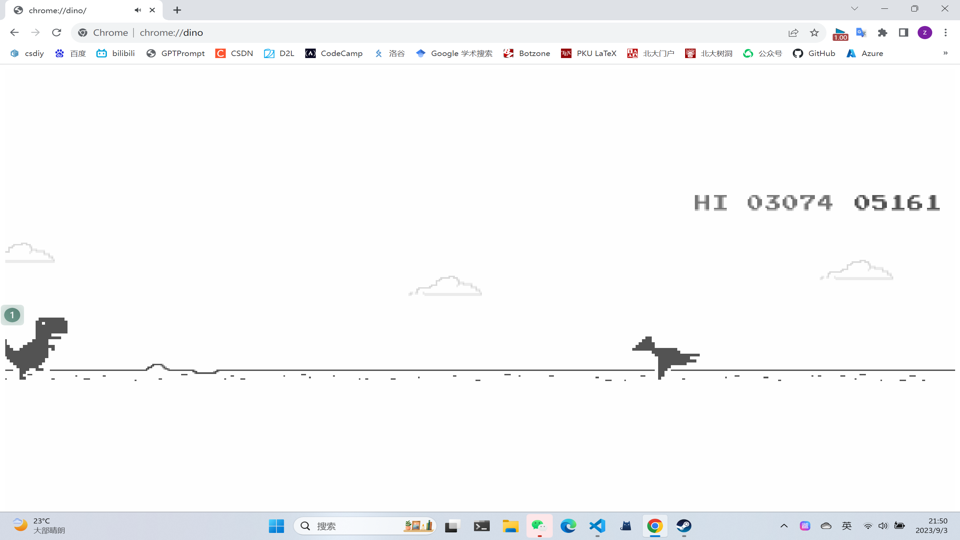 chrome://dino/
Chrome | chrome://dino
1.00
z
csdiy 百度 bilibili GPTPrompt CSDN D2L CodeCamp 洛谷 Google 学术搜索 Botzone PKU LaTeX 北大门户 北大树洞 公众号 GitHub Azure »
HI 03074 05161
1
23°C
大部晴朗
搜索
英
21:50
2023/9/3